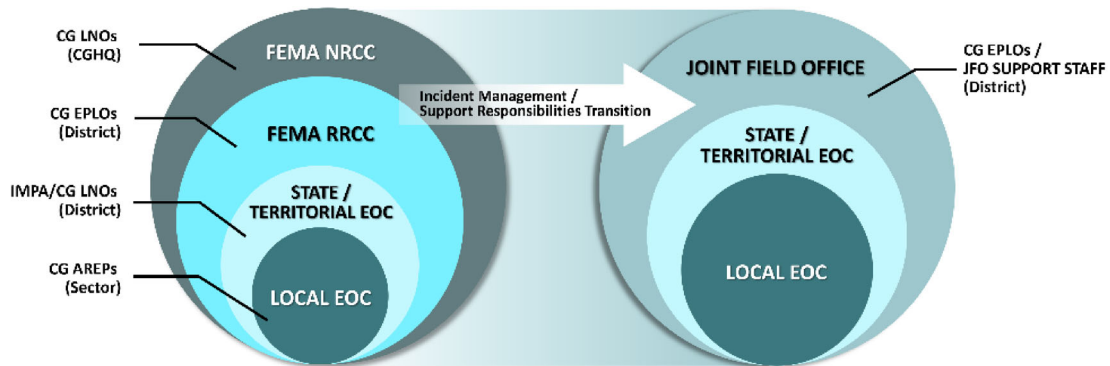 CG LNOs
(CGHQ)
FEMA NRCC
CG EPLOs
(District)
FEMA RRCC
IMPA/CG LNOs
(District)
STATE /
TERRITORIAL EOC
CG AREPs
(Sector)
LOCAL EOC
Incident Management /
Support Responsibilities Transition
JOINT FIELD OFFICE
CG EPLOs /
JFO SUPPORT STAFF
(District)
STATE /
TERRITORIAL EOC
LOCAL EOC